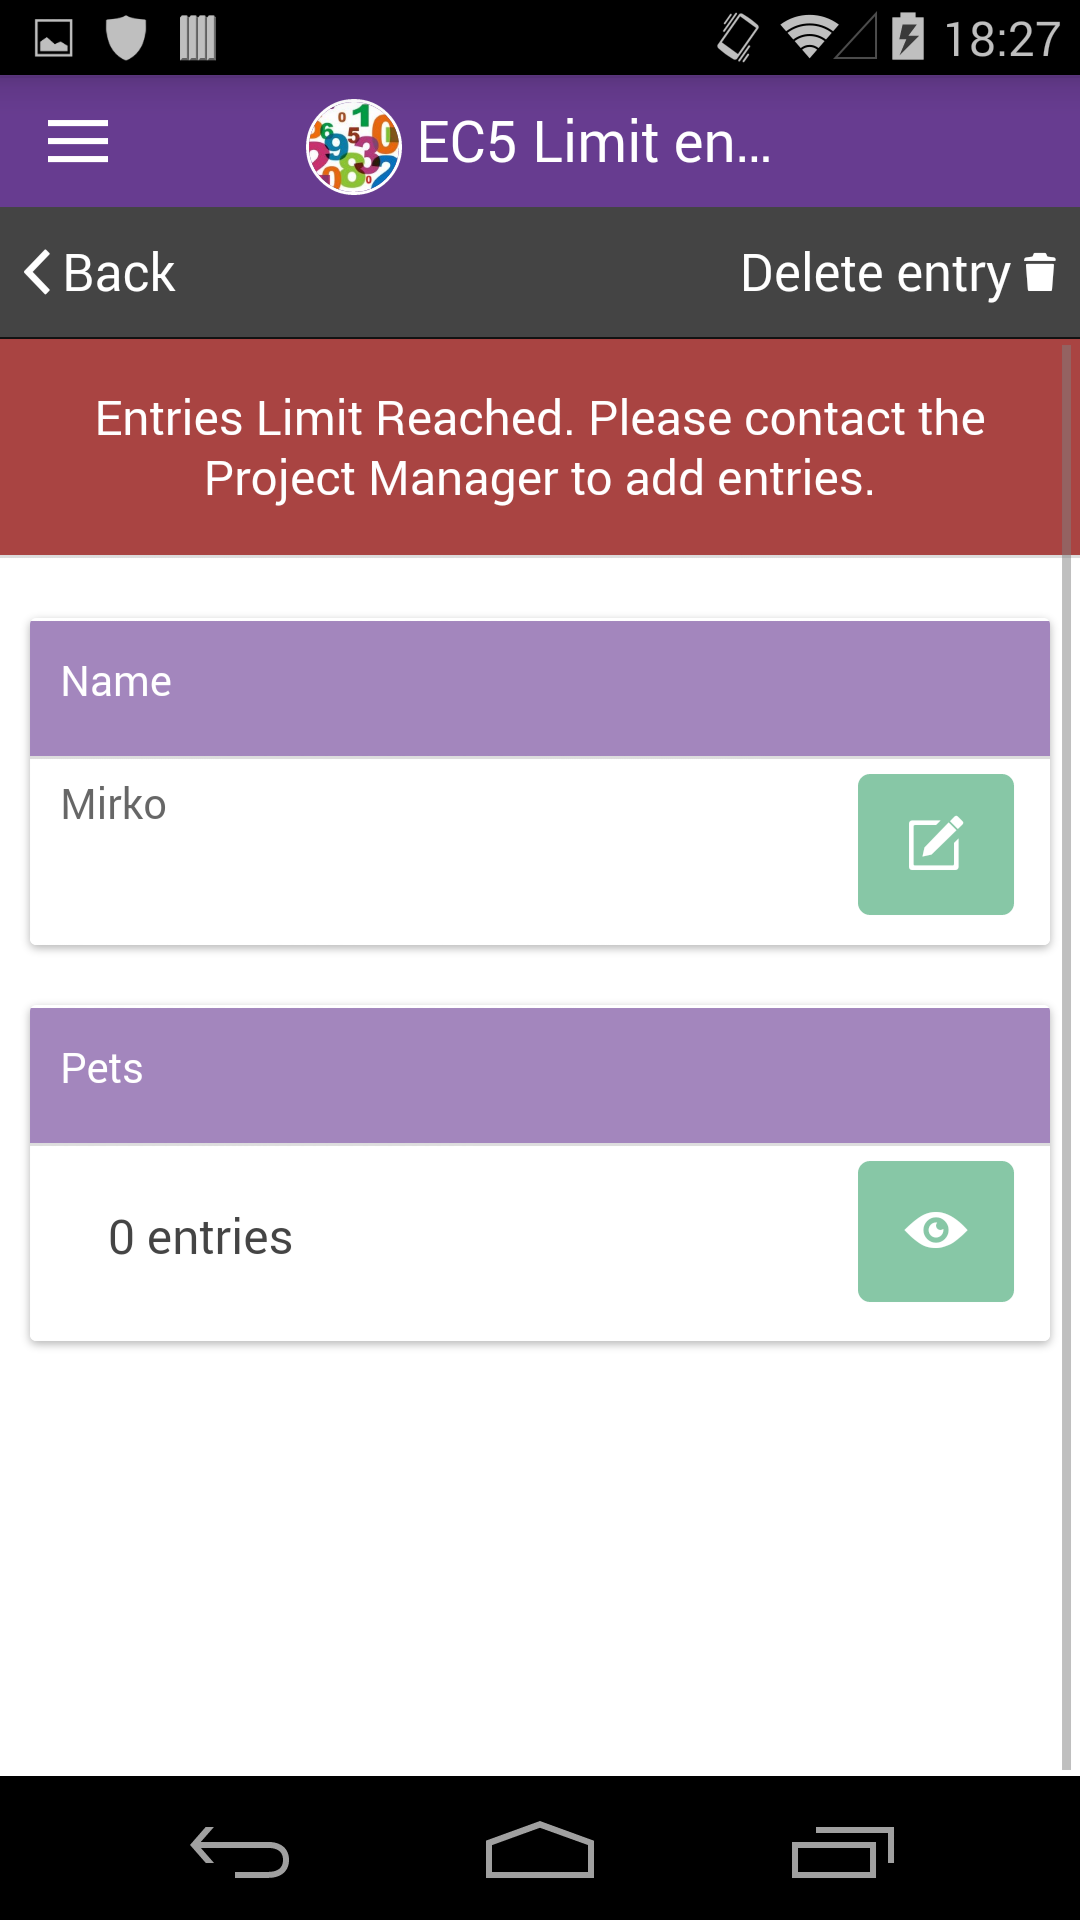 18:27
EC5 Limit en...
Back
Delete entry
Entries Limit Reached. Please contact the
Project Manager to add entries.
Name
Mirko
Pets
0 entries